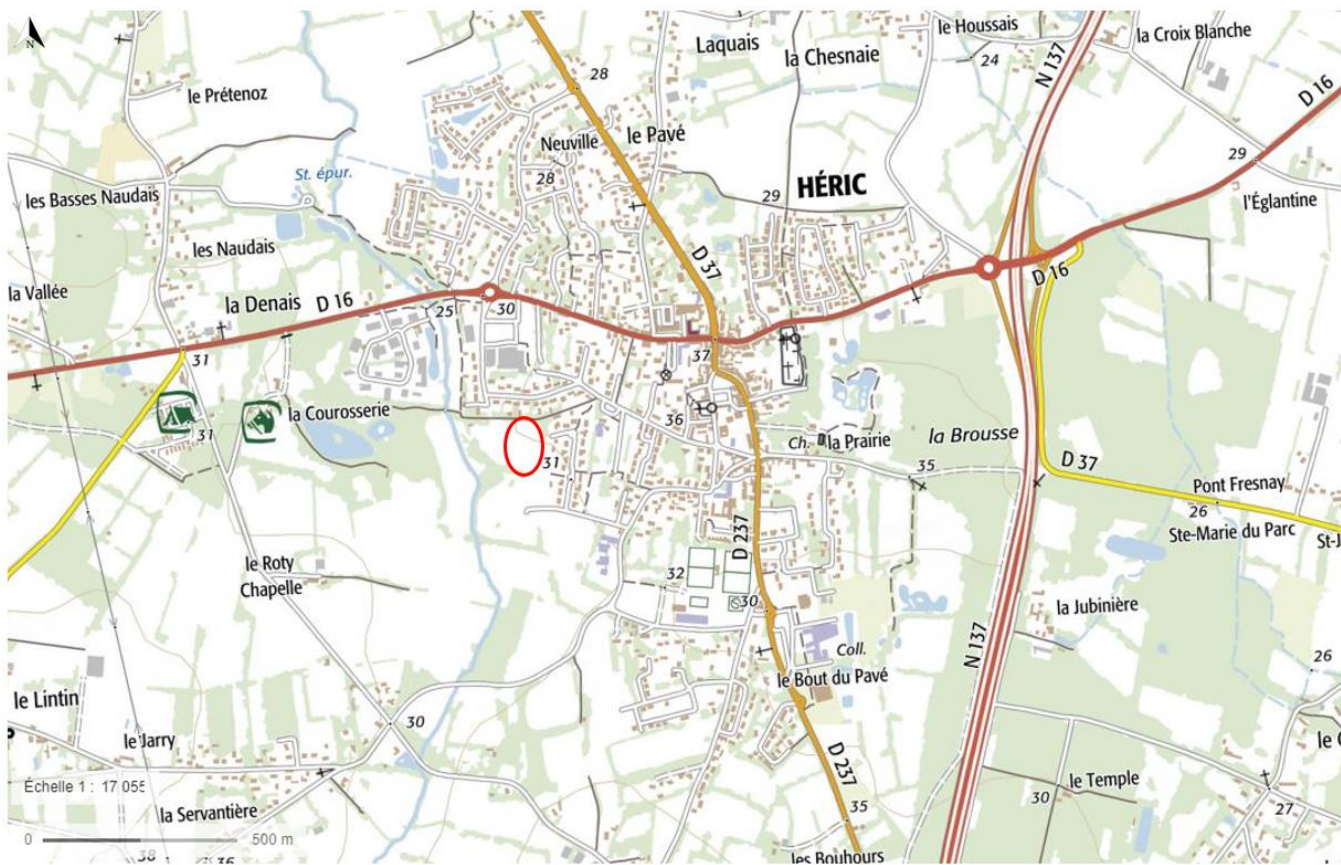 N
le Houssais
Laquais
la Chesnaie
la Croix Blanche
24
N 137
28
le Prétenoz
D 16
Neuville
le Pavé
28
29
St. épur.
les Basses Naudais
29
HÉRIC
l'Églantine
les Naudais
D 37
D 16
la Vallée
la Denais
D 16
25
30
37
31
la Courosserie
31
36
Ch.
la Prairie
la Brousse
31
35
D 37
Pont Fresnay
26
Ste-Marie du Parc
D 237
le Roty
Chapelle
32
30
la Jubinière
N 137
Coll.
26
le Bout du Pavé
le Lintin
30
le Jarry
D 237
Échelle 1 : 17 055
le Temple
30
la Servantière
27
35
0
500 m
38
36
les Bouhours